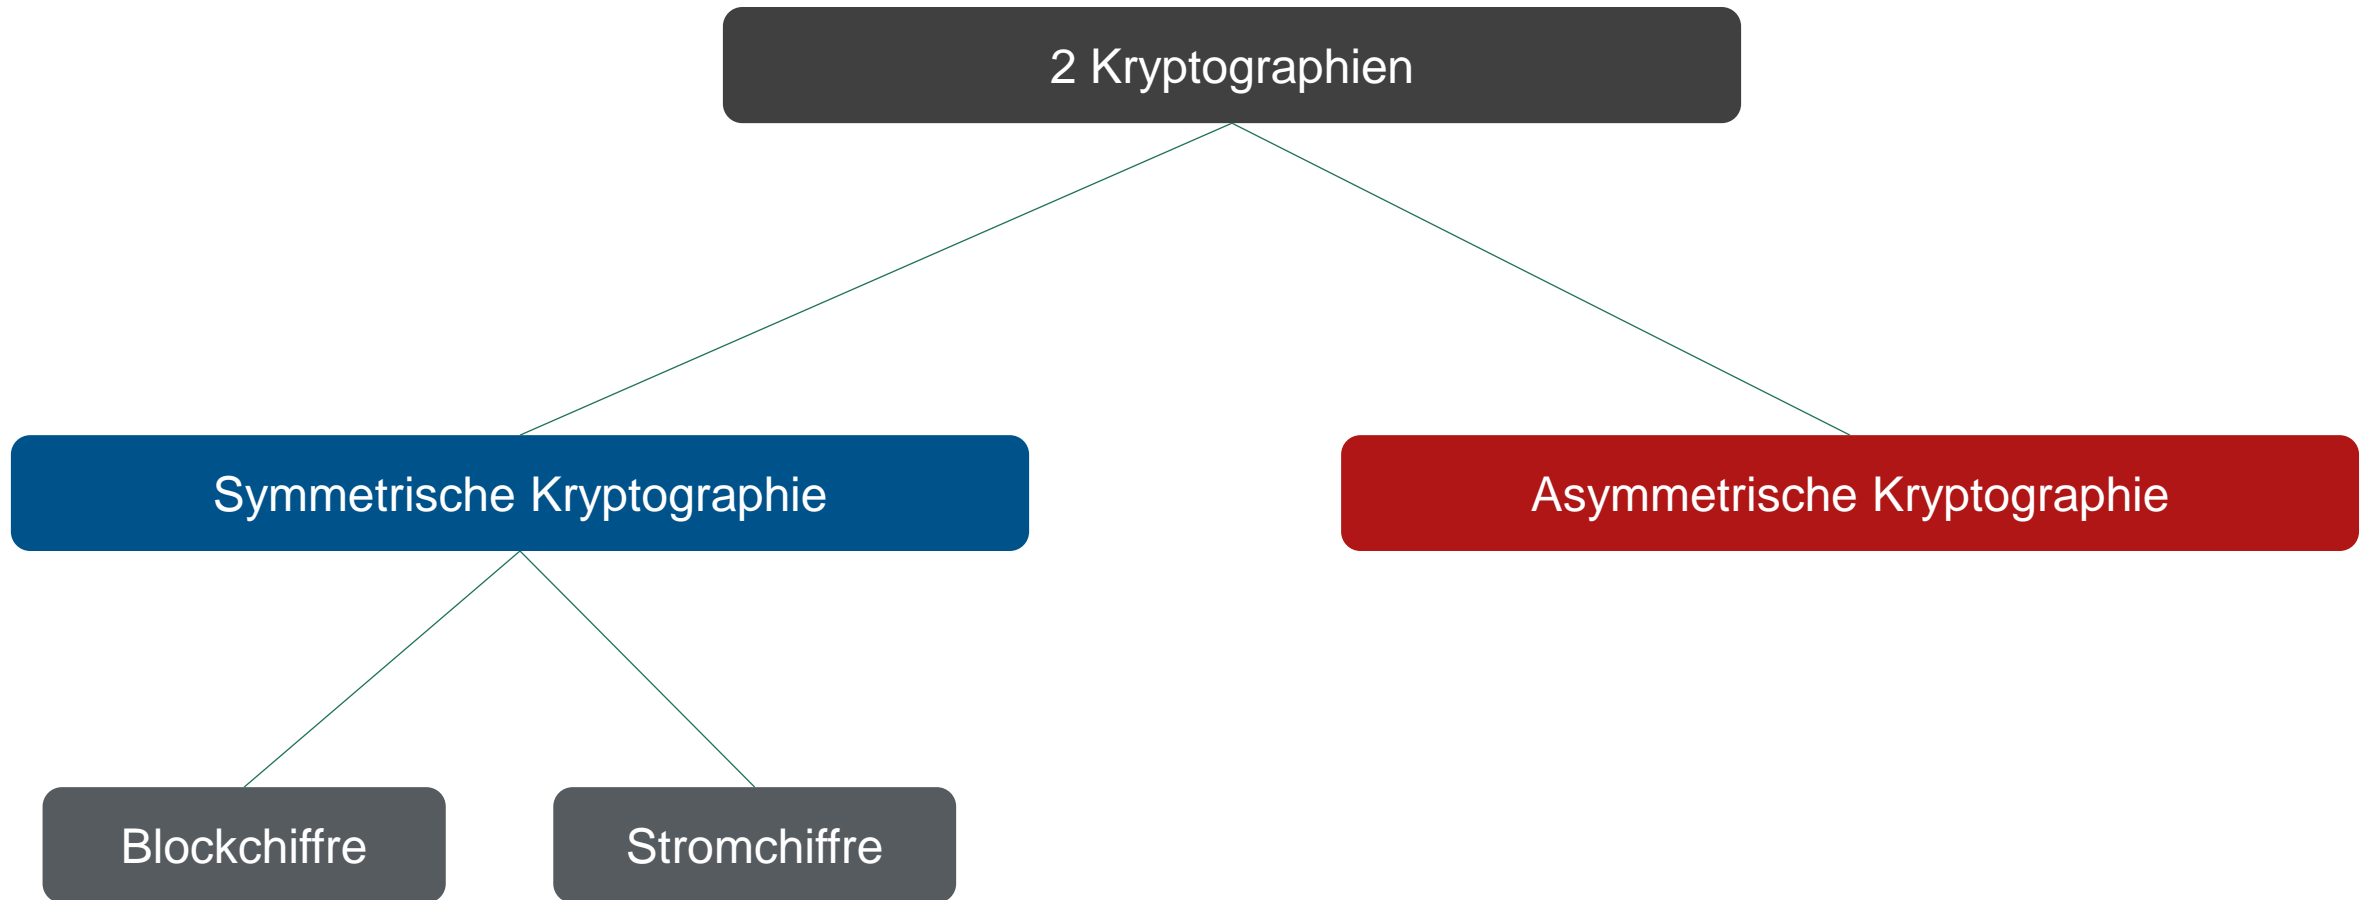 2 Kryptographien
Symmetrische Kryptographie
Asymmetrische Kryptographie
Blockchiffre
Stromchiffre